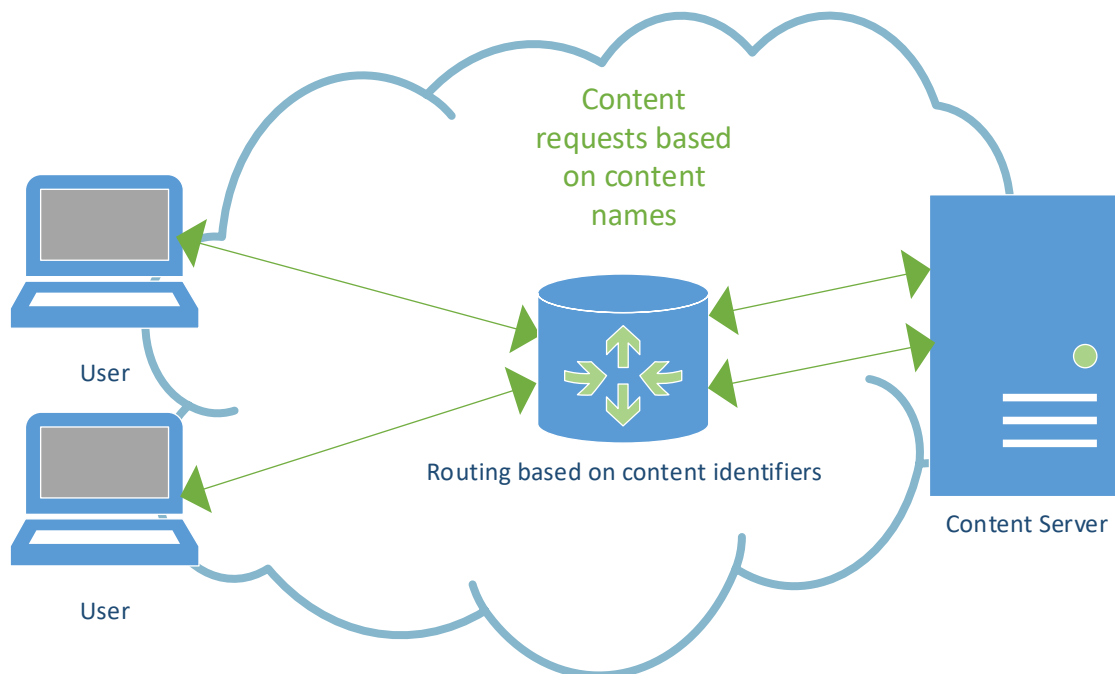 Content
requests based
on content
names
User
Routing based on content identifiers
Content Server
User